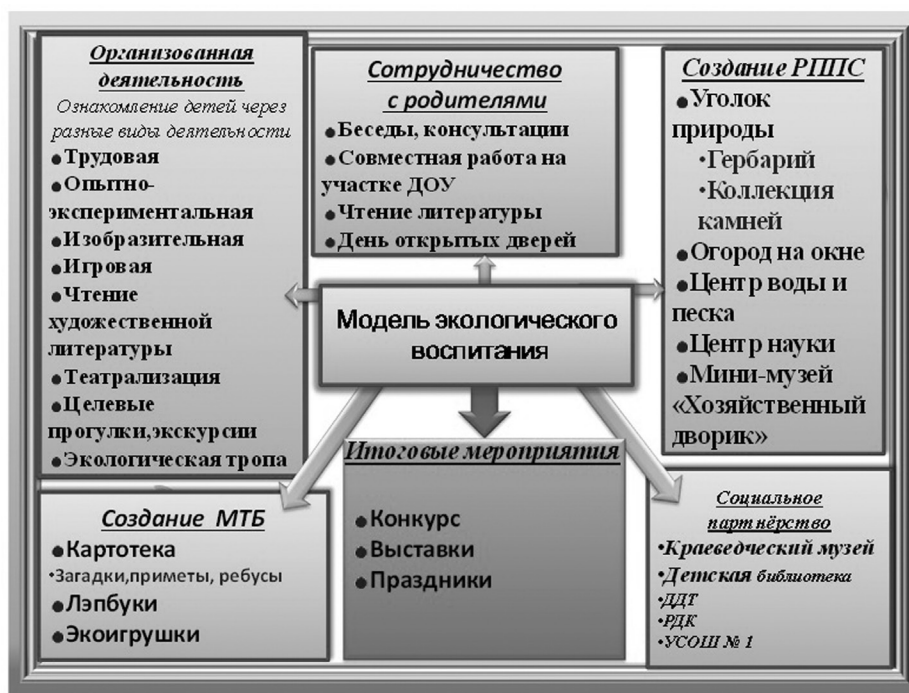 Организованная
деятельность
Ознакомление детей через
разные виды деятельности
●Трудовая
●Опытно-
экспериментальная
●Изобразительная
●Игровая
●Чтение
художественной
литературы
●Театрализация
●Целевые
прогулки,экскурсии
●Экологическая тропа
Сотрудничество
с родителями
●Беседы, консультации
●Совместная работа на
участке ДОУ
●Чтение литературы
●День открытых дверей
Создание РППС
●Уголок
природы
•Гербарий
•Коллекция
камней
●Огород на окне
●Центр воды и
песка
●Центр науки
●Мини-музей
«Хозяйственный
дворик»
Модель экологического
воспитания
Создание МТБ
●Картотека
•Загадки,приметы, ребусы
●Лэпбуки
●Экоигрушки
Итоговые мероприятия
●Конкурс
●Выставки
●Праздники
Социальное
партнёрство
•Краеведческий музей
•Детская библиотека
•ДДТ
•РДК
•УСОШ № 1